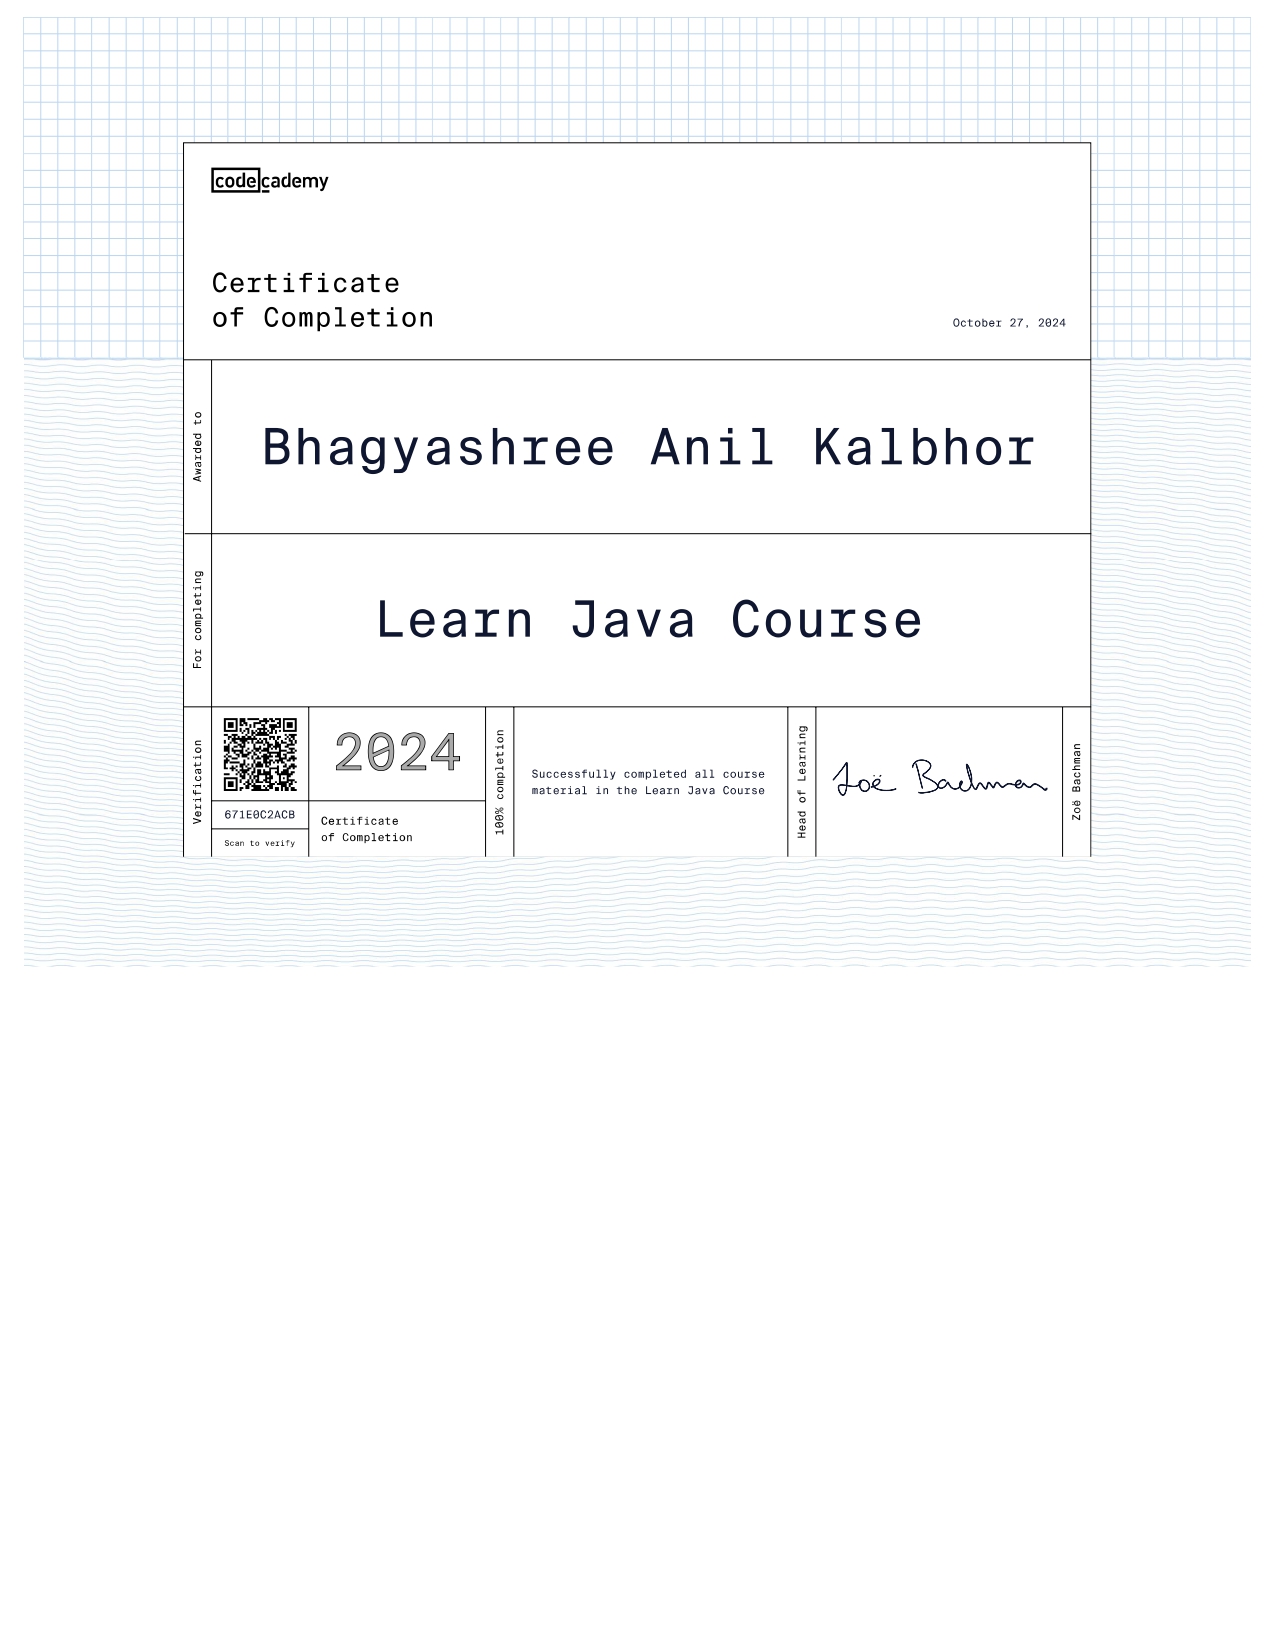 codecademy
Certificate
of Completion
October 27, 2024
Awarded to
Bhagyashree Anil Kalbhor
For completing
Learn Java Course
Verification
671E0C2ACB
Scan to verify
2024
Certificate
of Completion
100% completion
Successfully completed all course
material in the Learn Java Course
Head of Learning
Zoë Bachman
Zoë Bachman